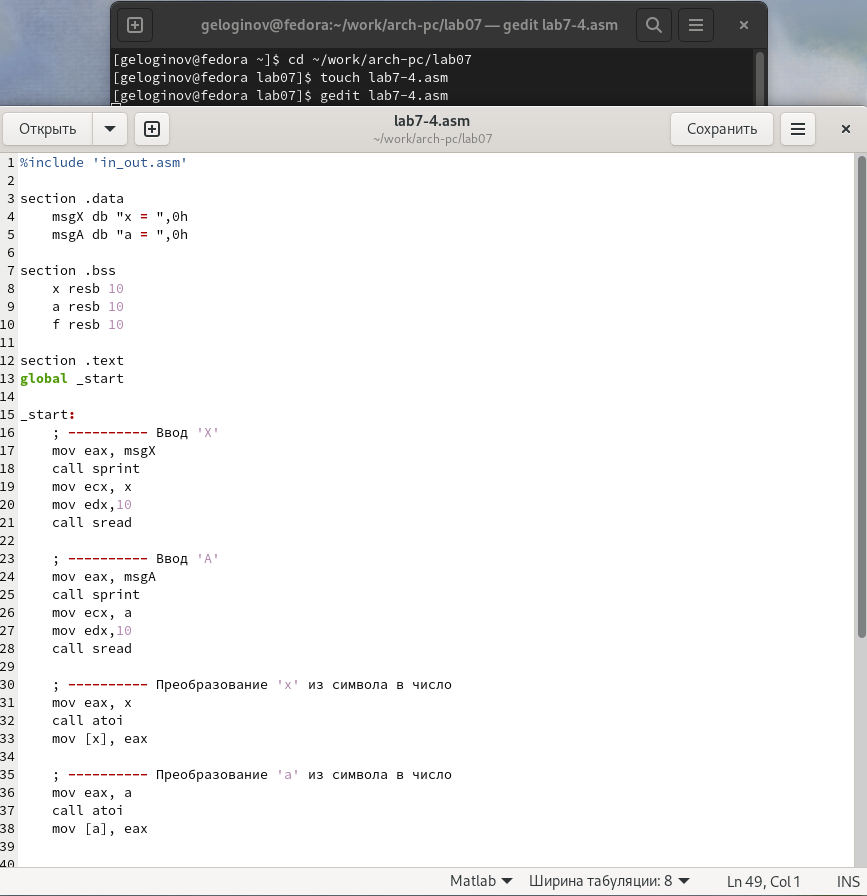 geloginov@fedora:~/work/arch-pc/lab07 — gedit lab7-4.asm
[geloginov@fedora ~]$ cd ~/work/arch-pc/lab07
[geloginov@fedora lab07]$ touch lab7-4.asm
[geloginov@fedora lab07]$ gedit lab7-4.asm
Открыть
lab7-4.asm
~/work/arch-pc/lab07
Сохранить
1 %include 'in_out.asm'
2
3 section .data
4     msgX db "x = ",0h
5     msgA db "a = ",0h
6
7 section .bss
8     x resb 10
9     a resb 10
10     f resb 10
11
12 section .text
13 global _start
14
15 _start:
16     ; ---------- Ввод 'X'
17     mov eax, msgX
18     call sprint
19     mov ecx, x
20     mov edx,10
21     call sread
22
23     ; ---------- Ввод 'A'
24     mov eax, msgA
25     call sprint
26     mov ecx, a
27     mov edx,10
28     call sread
29
30     ; ---------- Преобразование 'x' из символа в число
31     mov eax, x
32     call atoi
33     mov [x], eax
34
35     ; ---------- Преобразование 'a' из символа в число
36     mov eax, a
37     call atoi
38     mov [a], eax
39
40
Matlab Ширина табуляции: 8 Ln 49, Col 1 INS